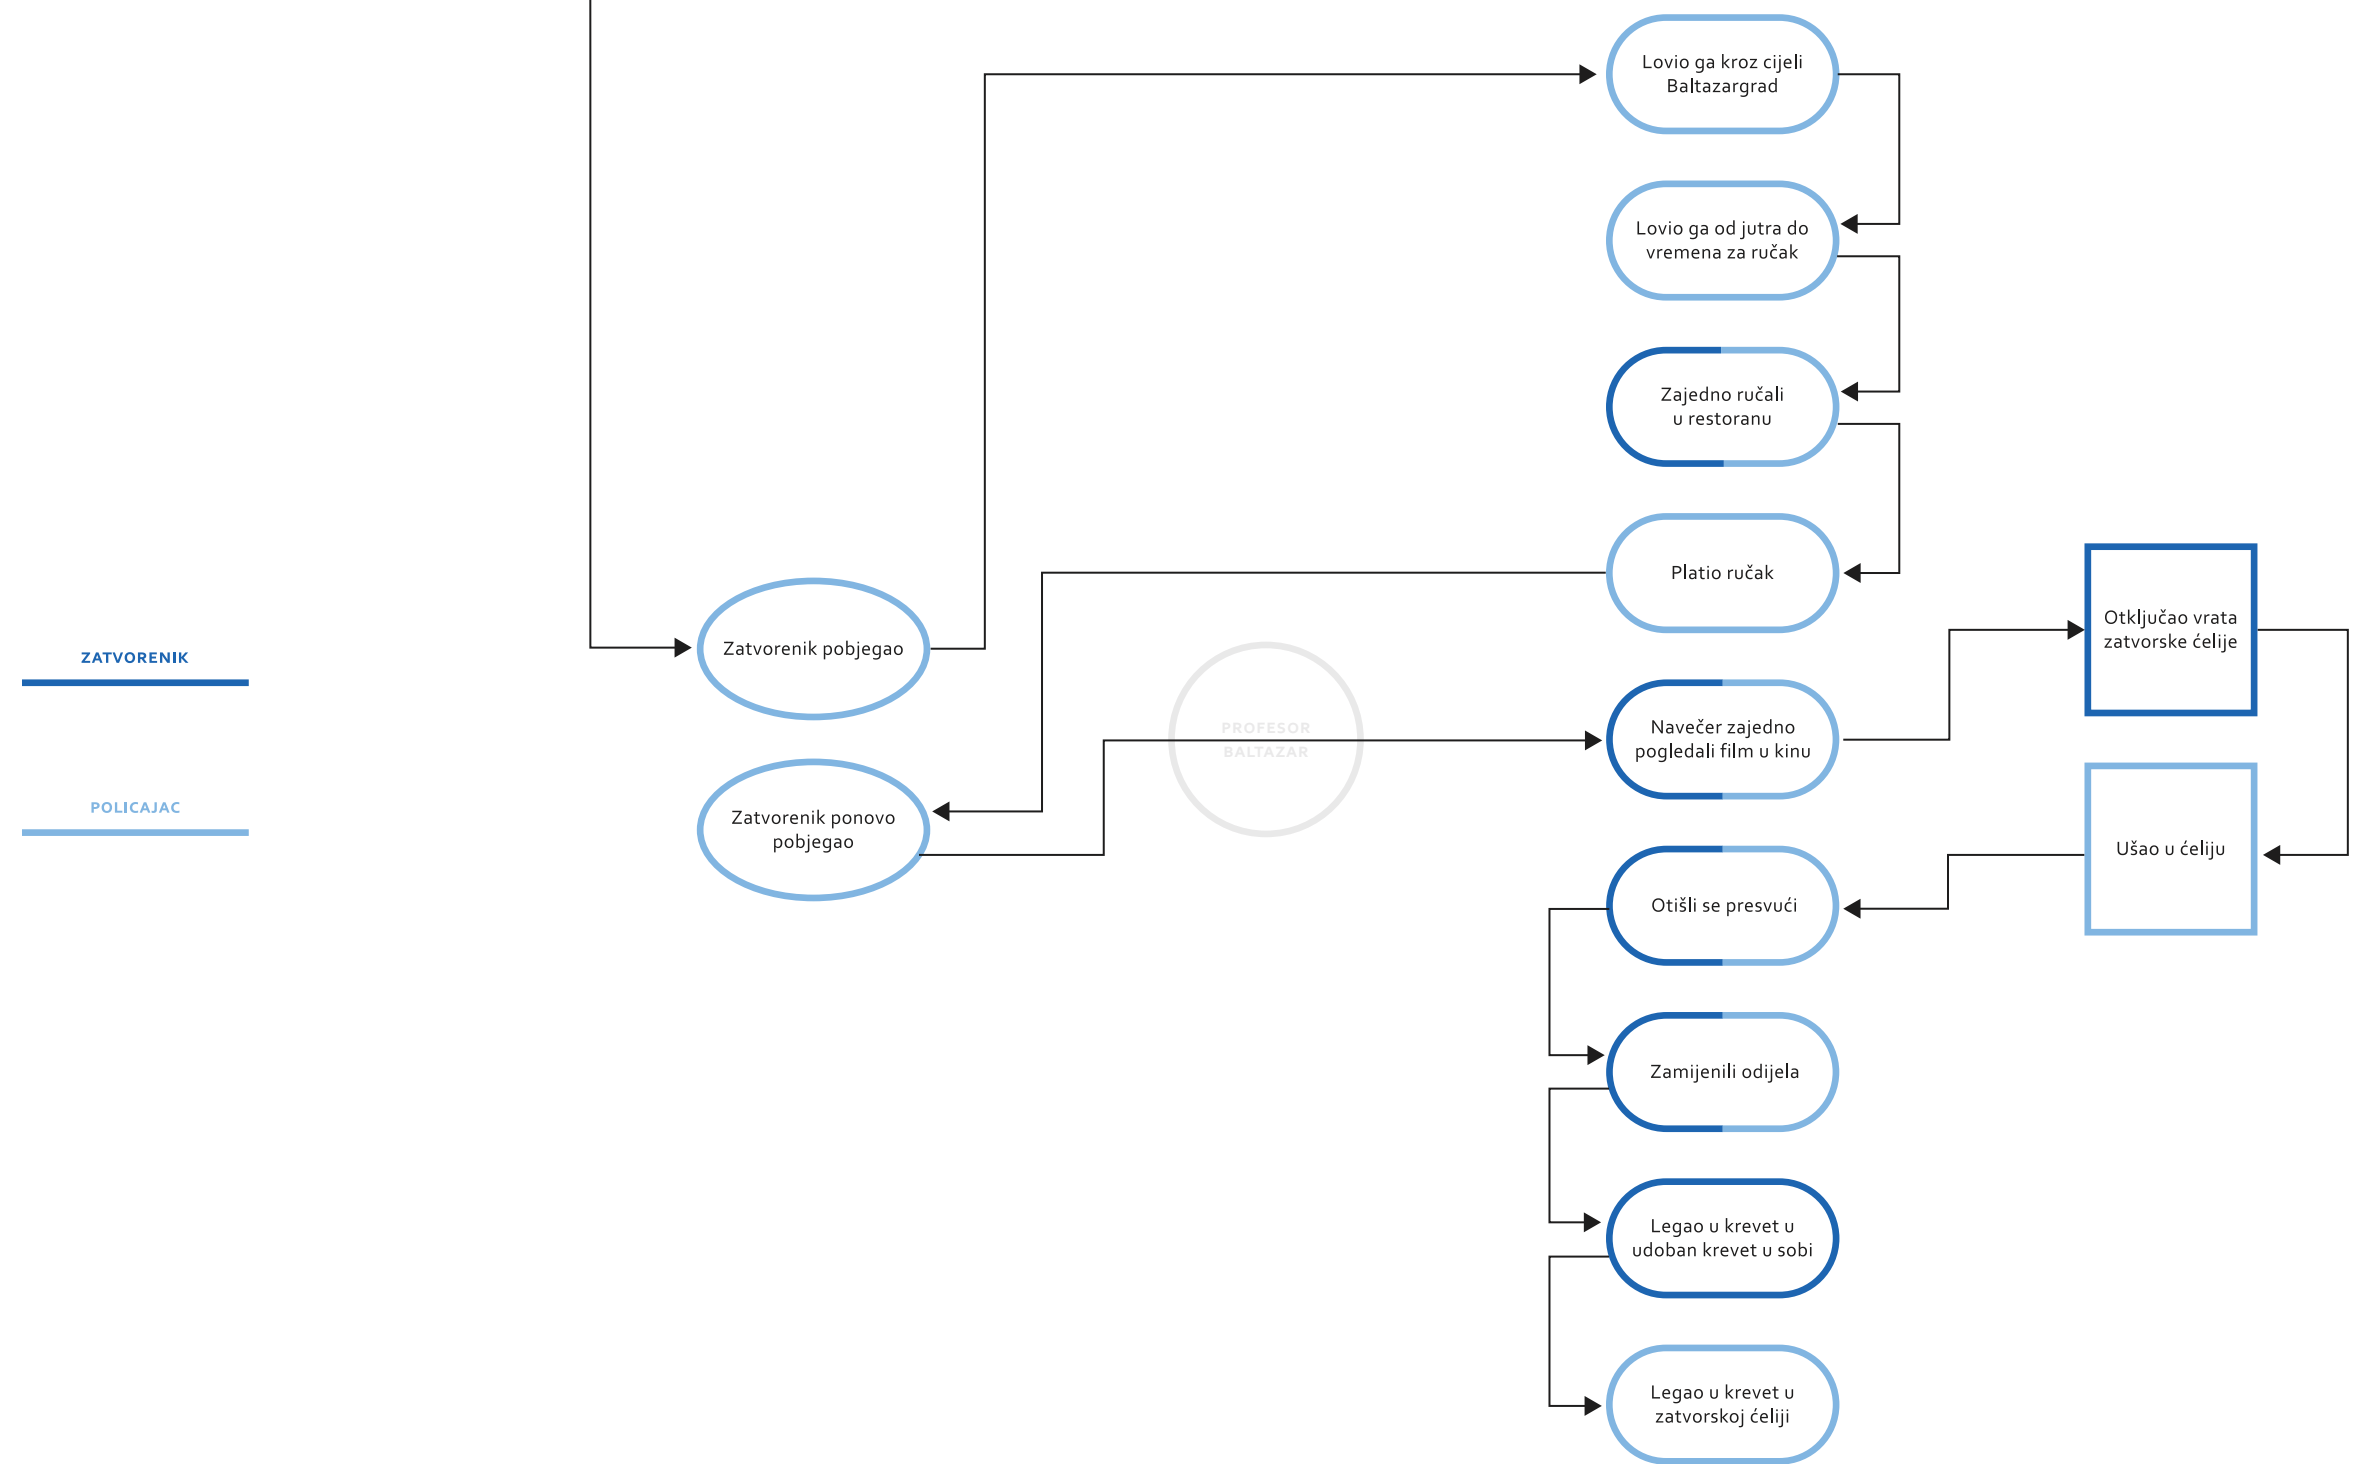 Lovio ga kroz cijeli
Baltazargrad
Lovio ga od jutra do
vremena za ručak
Zajedno ručali
u restoranu
Platio ručak
Otključao vrata
zatvorske ćelije
Zatvorenik pobjegao
ZATVORENIK
PROFESOR
BALTAZAR
Navečer zajedno
pogledali film u kinu
POLICAJAC
Zatvorenik ponovo
pobjegao
Ušao u ćeliju
Otišli se presvući
Zamijenili odijela
Legao u krevet u
udoban krevet u sobi
Legao u krevet u
zatvorskoj ćeliji